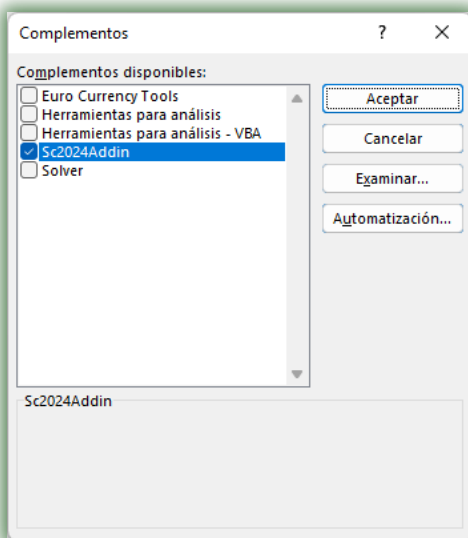 Complementos
?
Complementos disponibles:
Euro Currency Tools
Herramientas para análisis
Herramientas para análisis - VBA
Sc2024Addin
Solver
Aceptar
Cancelar
Examinar...
Automatización...
Sc2024Addin